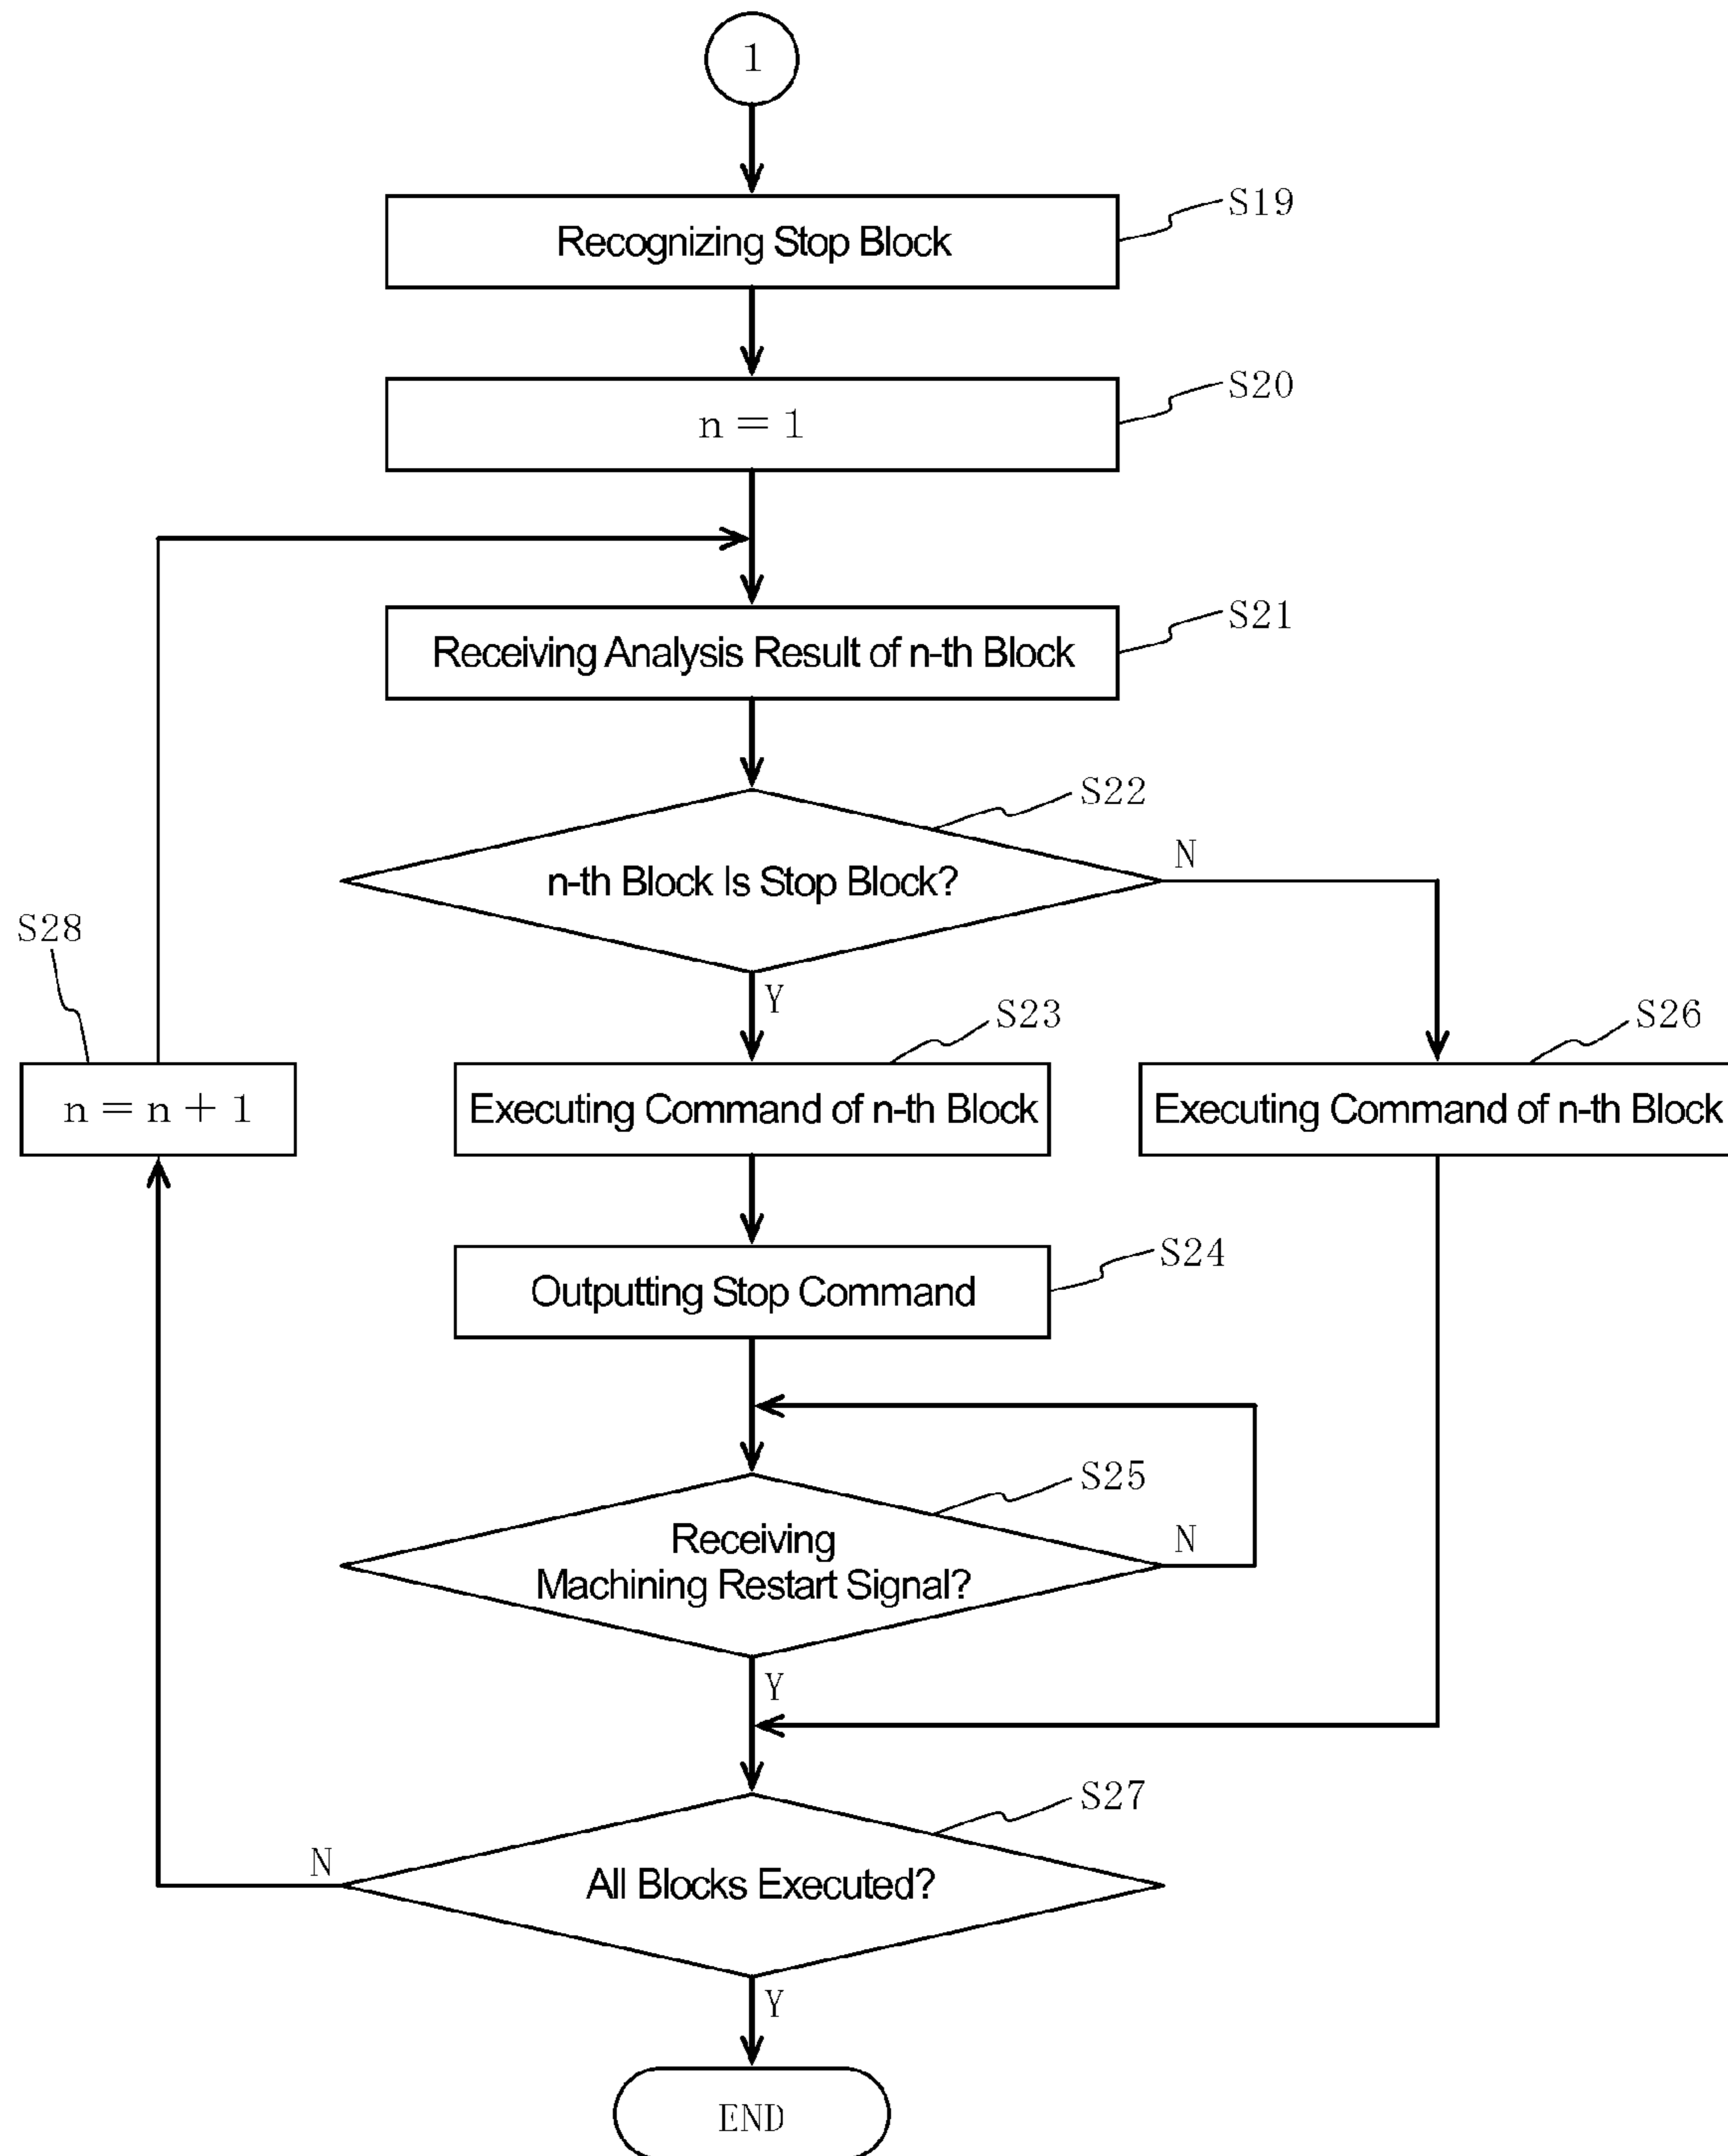 1
S19
Recognizing Stop Block
S20
n = 1
S21
Receiving Analysis Result of n-th Block
S22
n-th Block Is Stop Block?
N
Y
S28
n = n + 1
S23
Executing Command of n-th Block
S26
Executing Command of n-th Block
S24
Outputting Stop Command
S25
Receiving
Machining Restart Signal?
N
Y
S27
All Blocks Executed?
N
Y
END